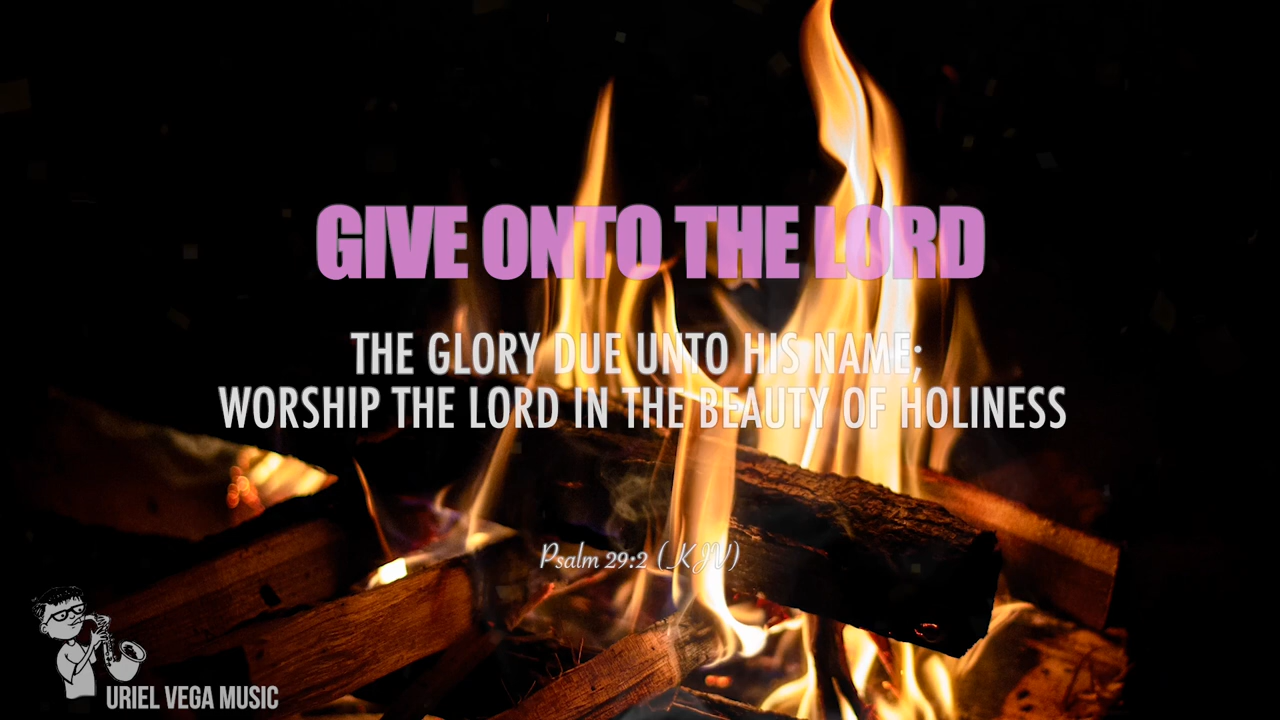 GIVE ONTO THE LORD
THE GLORY DUE UNTO HIS NAME;
WORSHIP THE LORD IN THE BEAUTY OF HOLINESS
Psalm 29:2 (KJV)
URIEL VEGA MUSIC